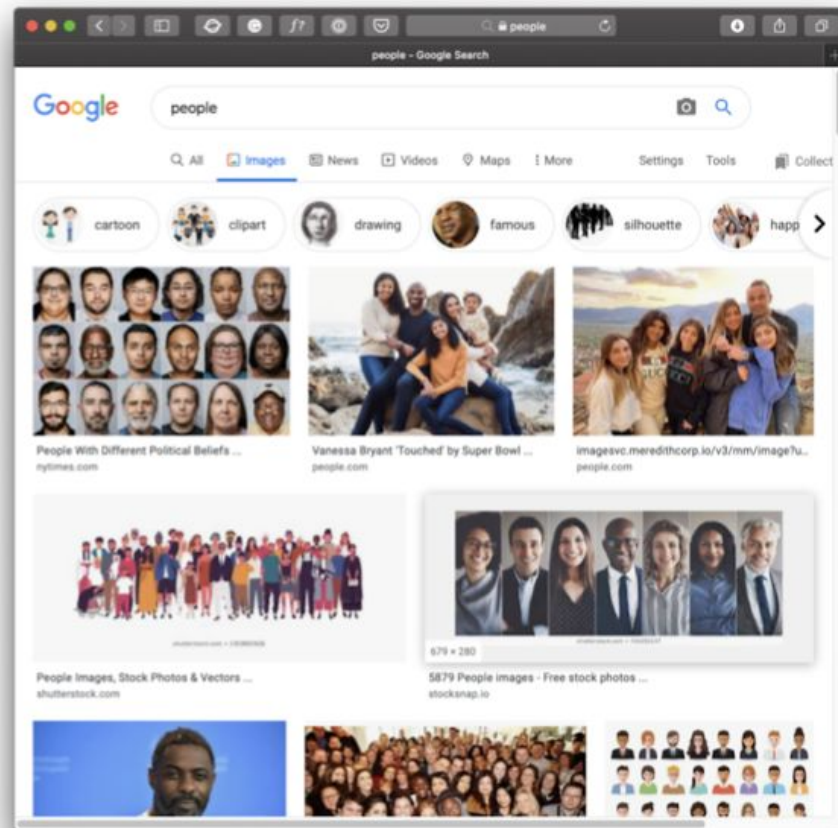 people
people - Google Search
Google
people
All Images News Videos Maps More Settings Tools Collect
cartoon clipart drawing famous silhouette happ
People With Different Political Beliefs ...
nytimes.com
Vanessa Bryant 'Touched' by Super Bowl ...
people.com
imagesvc.meredithcorp.io/v3/mm/image?u...
people.com
679 × 280
People Images, Stock Photos & Vectors ...
shutterstock.com
5879 People images - Free stock photos ...
stocksnap.io